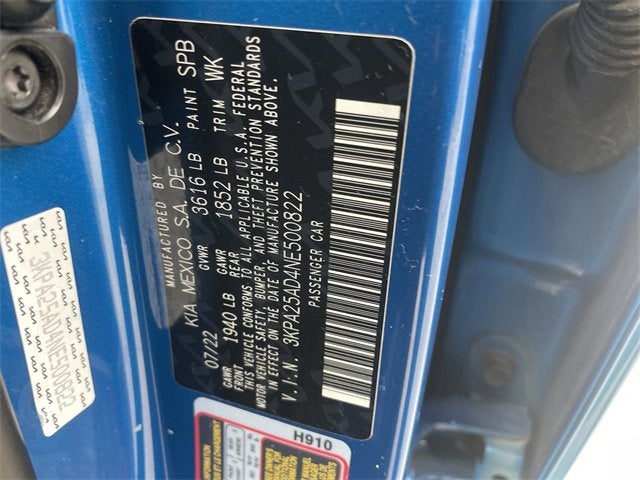 MANUFACTURED BY
KIA MEXICO S.A. DE C.V.
07/22 GVWR 3616 LB PAINT SPB
GAWR FRONT 1940 LB GAWR REAR 1852 LB TRIM WK
THIS VEHICLE CONFORMS TO ALL APPLICABLE U.S.A. FEDERAL
MOTOR VEHICLE SAFETY, BUMPER, AND THEFT PREVENTION STANDARDS
IN EFFECT ON THE DATE OF MANUFACTURE SHOWN ABOVE.
V.I.N. 3KPA25AD4NE500822
PASSENGER CAR
3KPA25AD4NE500822
H910